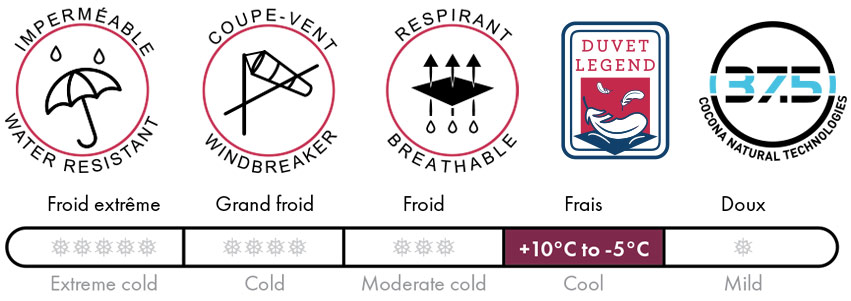 IMPERMÉABLE
WATER RESISTANT
COUPE-VENT
WINDBREAKER
RESPIRANT
BREATHABLE
DUVET
LEGEND
37.5
COCONA NATURAL TECHNOLOGIES
Froid extrême Grand froid Froid Frais Doux
+10°C to -5°C
Extreme cold Cold Moderate cold Cool Mild